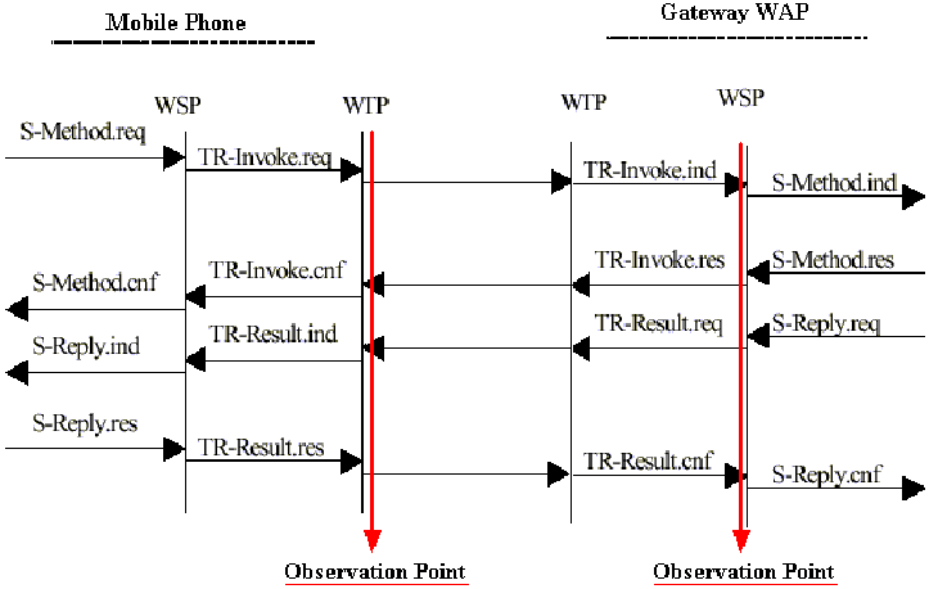 Mobile Phone
Gateway WAP
WSP
WTP
WTP
WSP
S-Method.req
TR-Invoke.req
TR-Invoke.ind
S-Method.ind
S-Method.cnf
TR-Invoke.cnf
TR-Invoke.res
S-Method.res
S-Reply.ind
TR-Result.ind
TR-Result.req
S-Reply.req
S-Reply.res
TR-Result.res
TR-Result.cnf
S-Reply.cnf
Observation Point
Observation Point